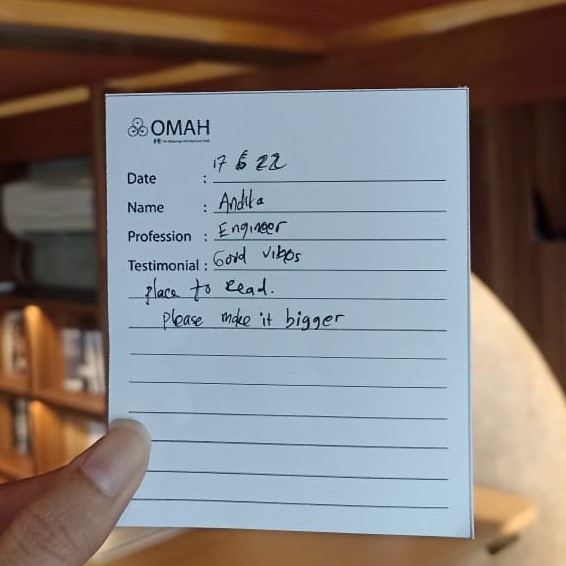 OMAH
Date : 17 6 22
Name : Andika
Profession : Engineer
Testimonial : Good vibes
place to read.
please make it bigger